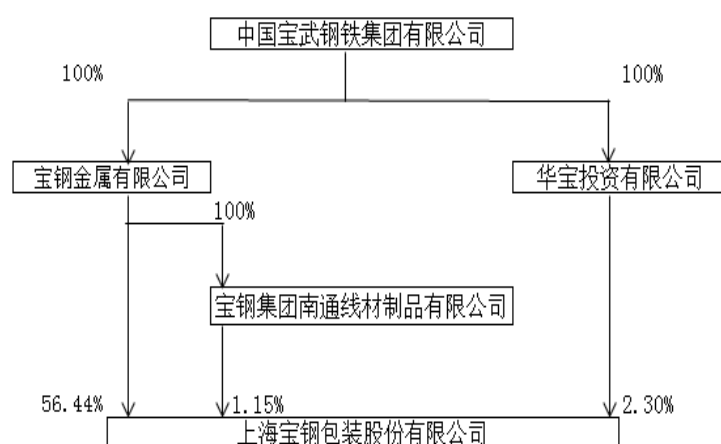 中国宝武钢铁集团有限公司
100%
100%
宝钢金属有限公司
华宝投资有限公司
100%
宝钢集团南通线材制品有限公司
56.44%
1.15%
2.30%
上海宝钢包装股份有限公司